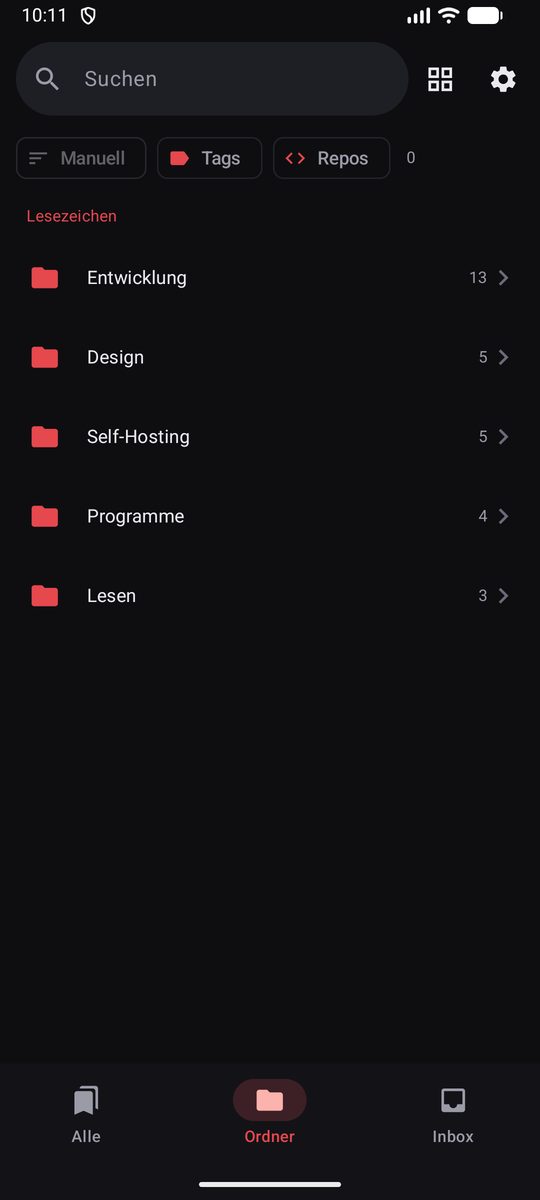 10:11
Suchen
Manuell Tags Repos 0
Lesezeichen
Entwicklung 13
Design 5
Self-Hosting 5
Programme 4
Lesen 3
Alle Ordner Inbox